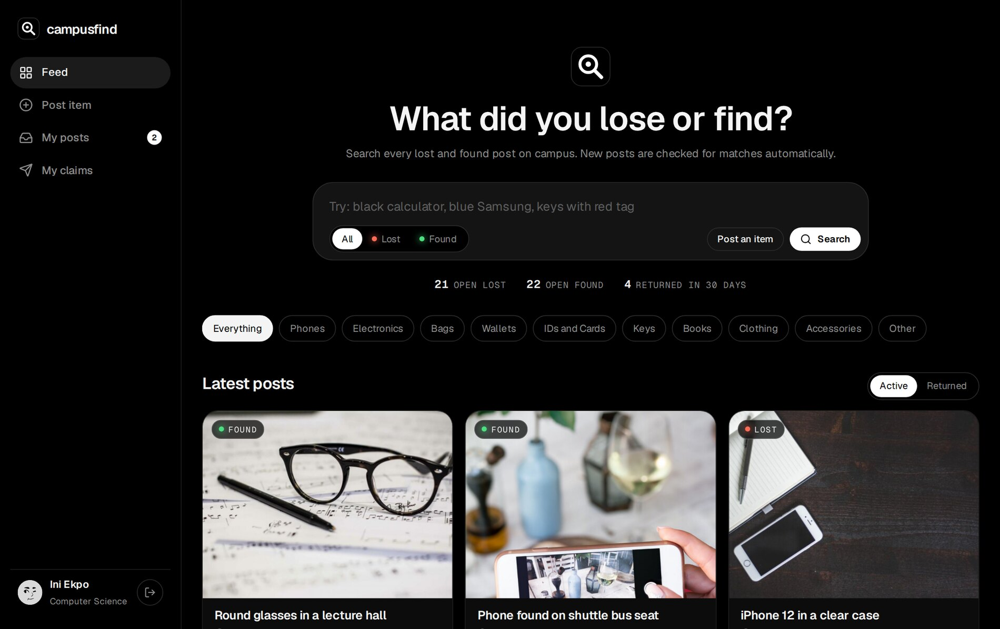 campusfind
Feed
Post item
My posts 2
My claims
What did you lose or find?
Search every lost and found post on campus. New posts are checked for matches automatically.
Try: black calculator, blue Samsung, keys with red tag
All Lost Found Post an item Search
21 OPEN LOST 22 OPEN FOUND 4 RETURNED IN 30 DAYS
Everything Phones Electronics Bags Wallets IDs and Cards Keys Books Clothing Accessories Other
Latest posts Active Returned
FOUND FOUND LOST
Ray-Ban
Round glasses in a lecture hall
Phone found on shuttle bus seat
iPhone 12 in a clear case
Ini Ekpo
Computer Science